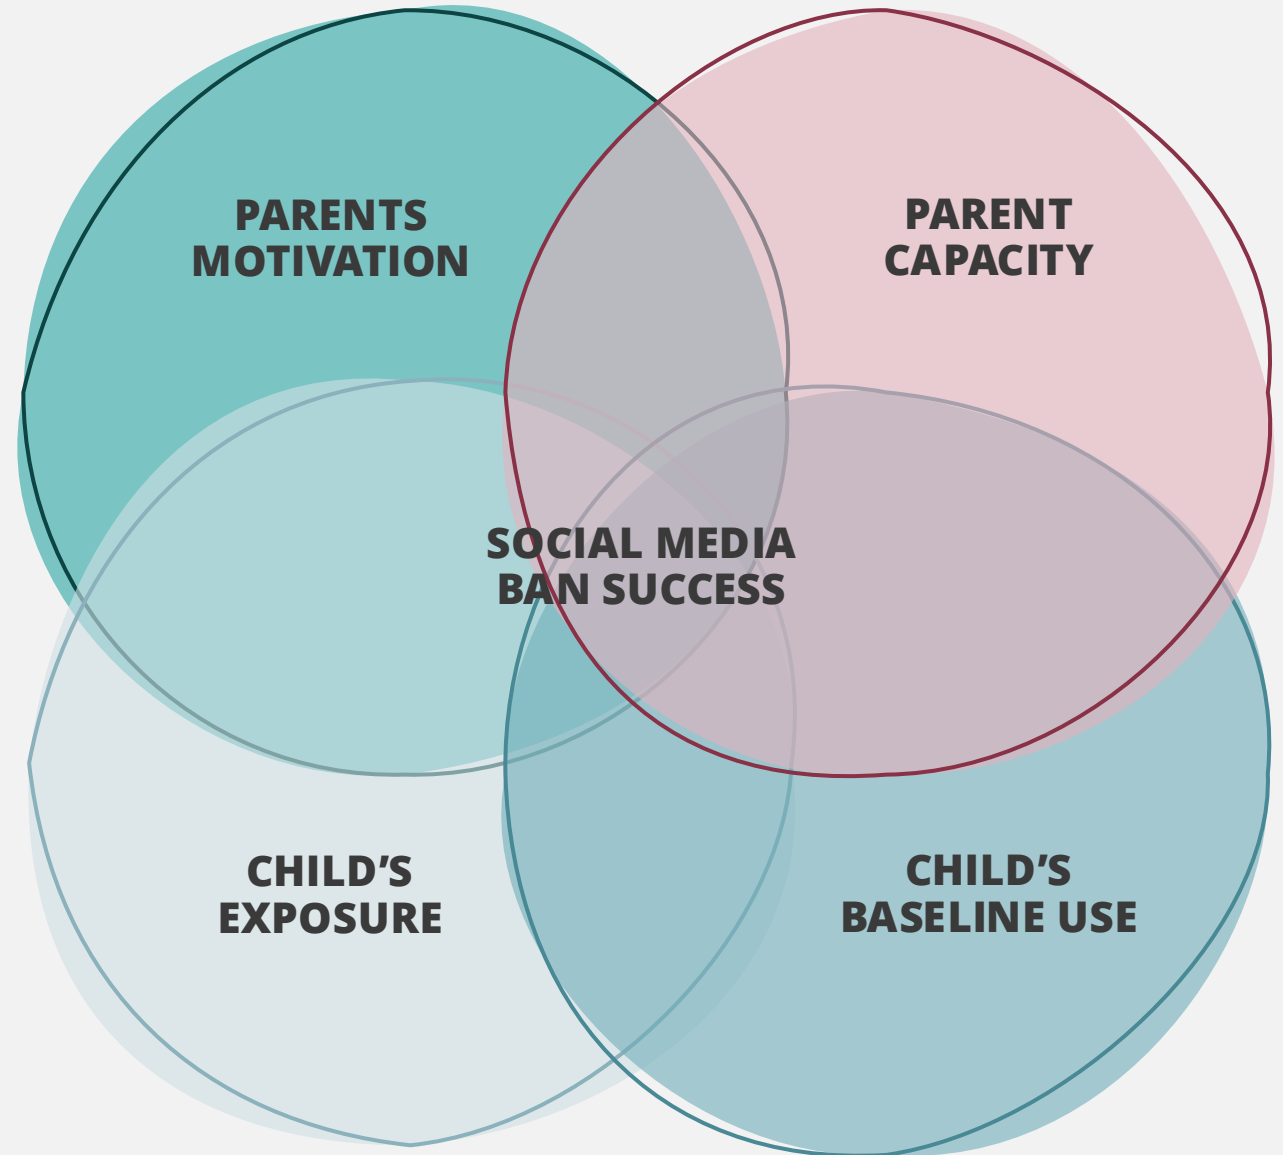 PARENTS
MOTIVATION
PARENT
CAPACITY
SOCIAL MEDIA
BAN SUCCESS
CHILD’S
EXPOSURE
CHILD’S
BASELINE USE